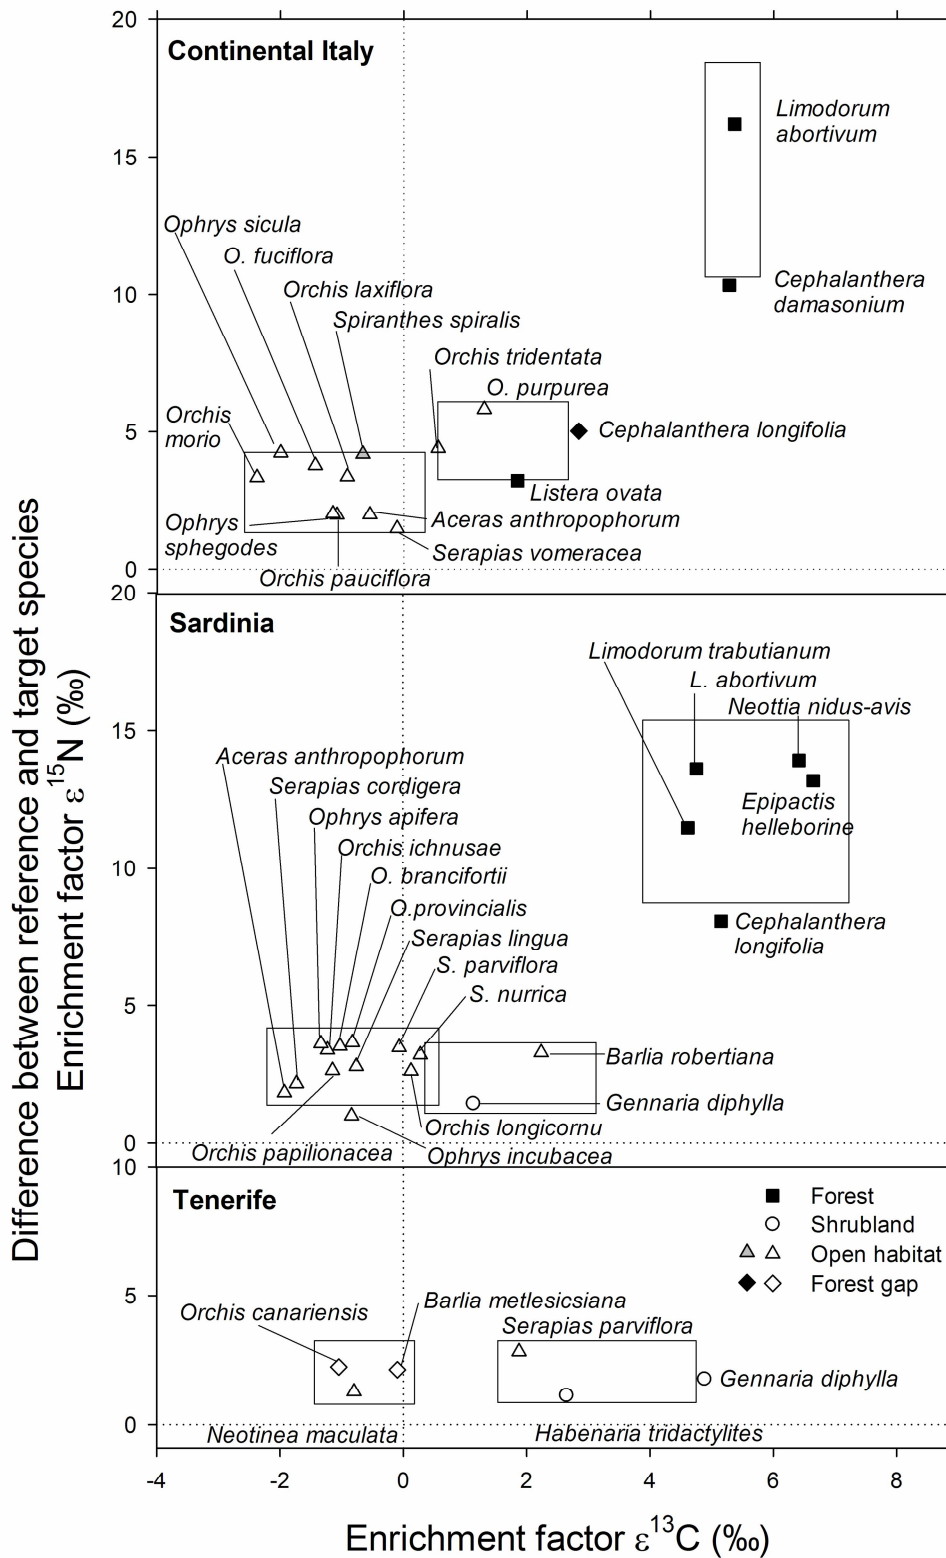 20
Continental Italy
Limodorum
abortivum
15
Ophrys sicula
O. fuciflora
Orchis laxiflora
Spiranthes spiralis
10
Cephalanthera
damasonium
Orchis tridentata
O. purpurea
Orchis
morio
5
Cephalanthera longifolia
Listera ovata
Ophrys
sphegodes
Aceras anthropophorum
Serapias vomeracea
Orchis pauciflora
0
20
Sardinia
Limodorum trabutianum
L. abortivum
Neottia nidus-avis
15
Aceras anthropophorum
Serapias cordigera
Ophrys apifera
Orchis ichnusae
O. brancifortii
O.provincialis
Serapias lingua
S. parviflora
S. nurrica
Epipactis
helleborine
10
Cephalanthera
longifolia
5
Barlia robertiana
Gennaria diphylla
Orchis longicornu
Orchis papilionacea
Ophrys incubacea
0
10
Tenerife
Forest
Shrubland
Open habitat
Forest gap
5
Orchis canariensis
Barlia metlesicsiana
Serapias parviflora
Gennaria diphylla
0
Neotinea maculata
Habenaria tridactylites
-4 -2 0 2 4 6 8
Enrichment factor ε13C (‰)
Difference between reference and target species
Enrichment factor ε15N (‰)